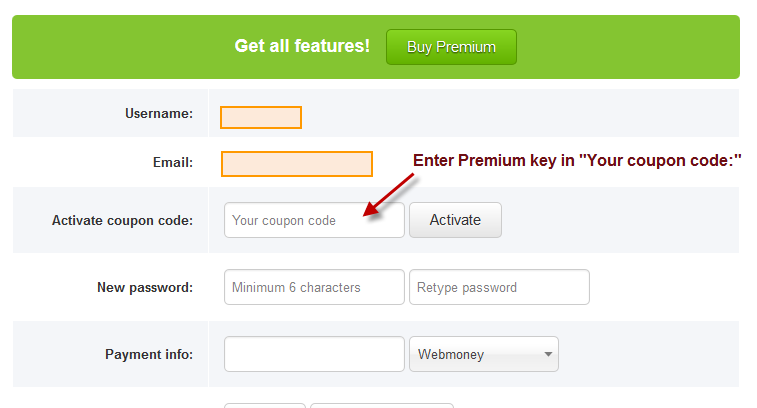 Get all features! Buy Premium
Username:
Email:
Enter Premium key in "Your coupon code:"
Activate coupon code: Your coupon code Activate
New password: Minimum 6 characters Retype password
Payment info: Webmoney